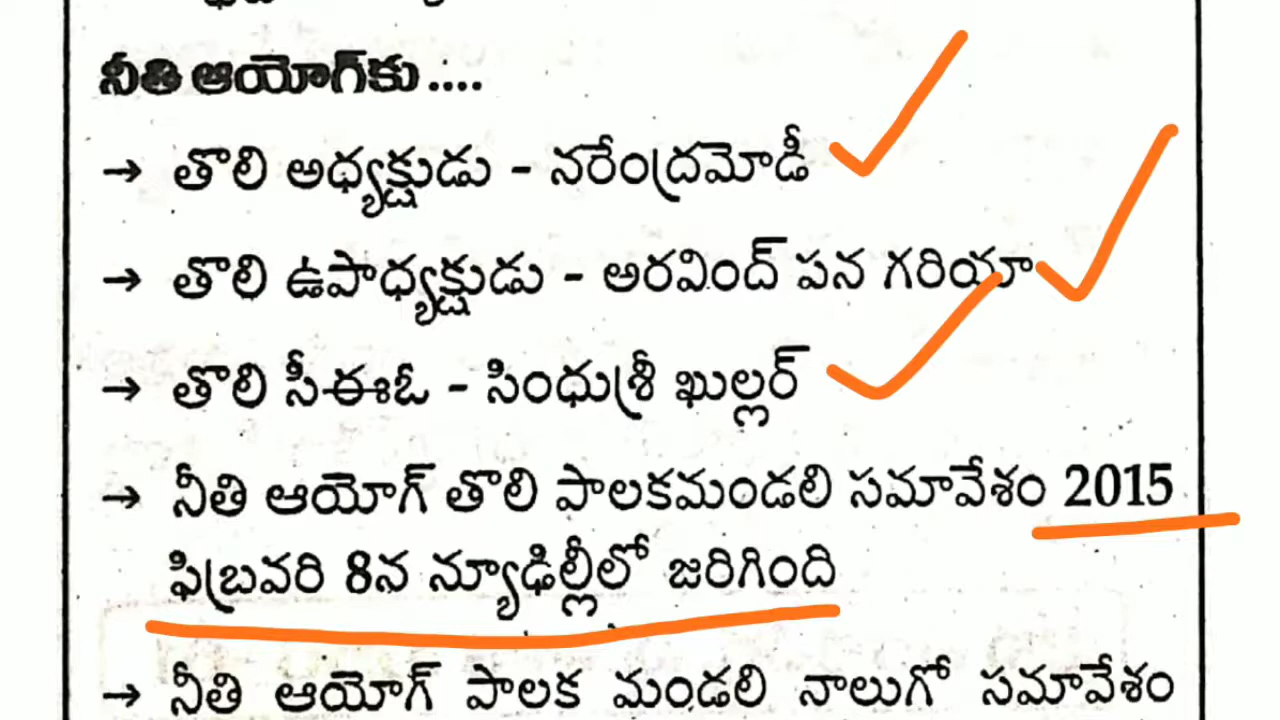 నీతి ఆయోగ్‌కు ....
→ తొలి అధ్యక్షుడు - నరేంద్రమోడీ
→ తొలి ఉపాధ్యక్షుడు - అరవింద్ పన గరియా
→ తొలి సీఈఓ - సింధుశ్రీ ఖుల్లర్
→ నీతి ఆయోగ్ తొలి పాలకమండలి సమావేశం 2015
ఫిబ్రవరి 8న న్యూఢిల్లీలో జరిగింది
→ నీతి ఆయోగ్ పాలక మండలి నాలుగో సమావేశం